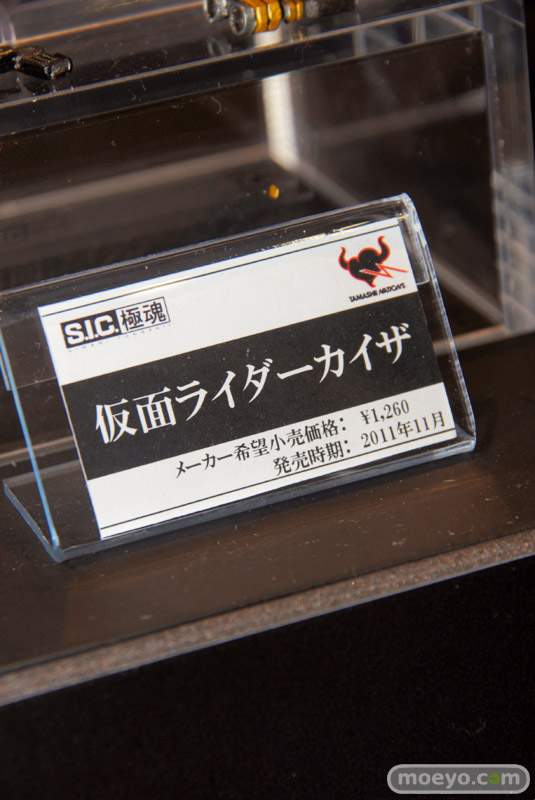 S.I.C. 極魂
TAMASHII NATIONS
仮面ライダーカイザ
メーカー希望小売価格: ¥1,260
発売時期: 2011年11月
moeyo.com